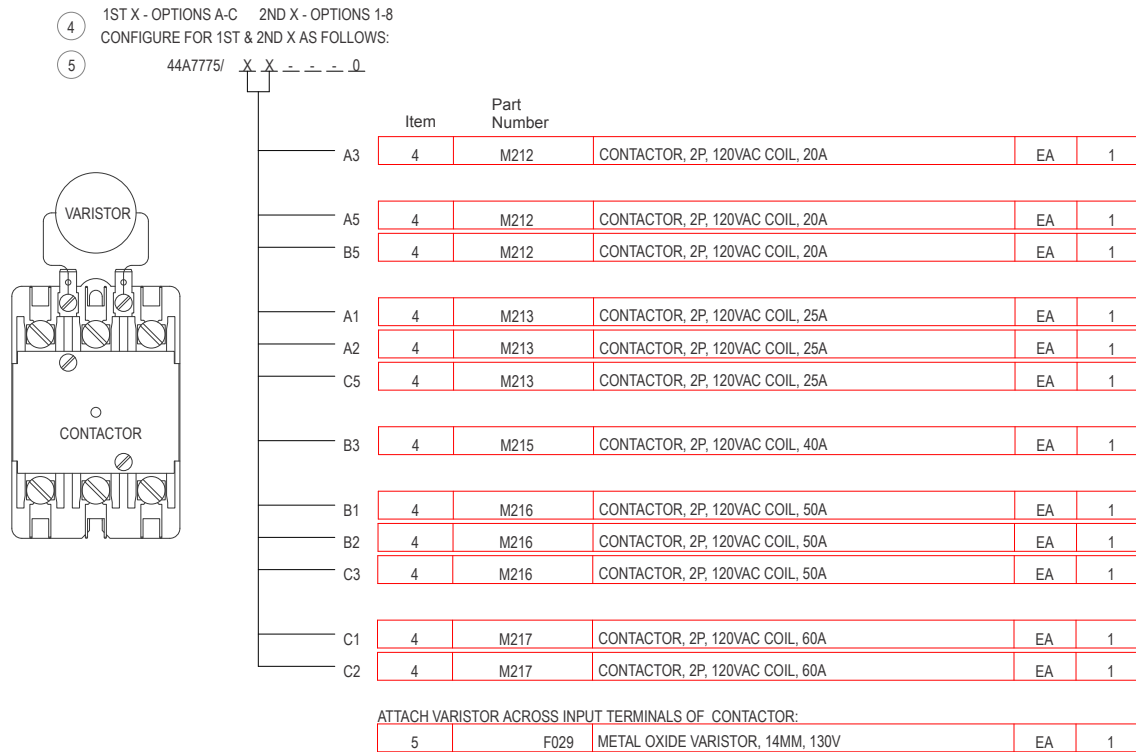 4
1ST X - OPTIONS A-C 2ND X - OPTIONS 1-8
CONFIGURE FOR 1ST & 2ND X AS FOLLOWS:
5
44A7775/ X X - - - 0
Item Part Number
A3 4 M212 CONTACTOR, 2P, 120VAC COIL, 20A EA 1
A5 4 M212 CONTACTOR, 2P, 120VAC COIL, 20A EA 1
B5 4 M212 CONTACTOR, 2P, 120VAC COIL, 20A EA 1
A1 4 M213 CONTACTOR, 2P, 120VAC COIL, 25A EA 1
A2 4 M213 CONTACTOR, 2P, 120VAC COIL, 25A EA 1
C5 4 M213 CONTACTOR, 2P, 120VAC COIL, 25A EA 1
B3 4 M215 CONTACTOR, 2P, 120VAC COIL, 40A EA 1
B1 4 M216 CONTACTOR, 2P, 120VAC COIL, 50A EA 1
B2 4 M216 CONTACTOR, 2P, 120VAC COIL, 50A EA 1
C3 4 M216 CONTACTOR, 2P, 120VAC COIL, 50A EA 1
C1 4 M217 CONTACTOR, 2P, 120VAC COIL, 60A EA 1
C2 4 M217 CONTACTOR, 2P, 120VAC COIL, 60A EA 1
ATTACH VARISTOR ACROSS INPUT TERMINALS OF CONTACTOR:
5 F029 METAL OXIDE VARISTOR, 14MM, 130V EA 1
VARISTOR
CONTACTOR